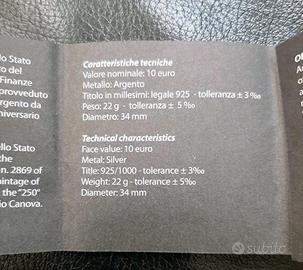 llo Stato
to del
Finanze
provveduto
rgento da
niversario
Caratteristiche tecniche
Valore nominale: 10 euro
Metallo: Argento
Titolo in millesimi: legale 925 - tolleranza ± 3 ‰
Peso: 22 g - tolleranza ± 5 ‰
Diametro: 34 mm
llo Stato
the
n. 2869 of
intage of
the "250"
io Canova.
Technical characteristics
Face value: 10 euro
Metal: Silver
Title: 925/1000 - tolerance ± 3‰
Weight: 22 g - tolerance ± 5‰
Diameter: 34 mm
subito